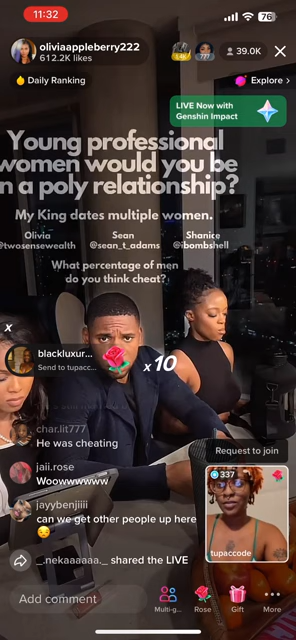 11:32
76
oliviaappleberry222
612.2K likes
1.4K
777
39.0K
Daily Ranking
Explore >
LIVE Now with
Genshin Impact
Young professional
women would you be
n a poly relationship?
My King dates multiple women.
Olivia Sean Shanice
@twosensewealth @sean_t_adams @ibombshell
What percentage of men
do you think cheat?
x
blackluxur...
Send to tupacc...
x10
char.lit777
He was cheating
jaii.rose
Woowwwwww
jayybenjiiii
can we get other people up here
Request to join
337
tupaccode
_.nekaaaaaa._ shared the LIVE
Add comment
Multi-g...
Rose
Gift
More